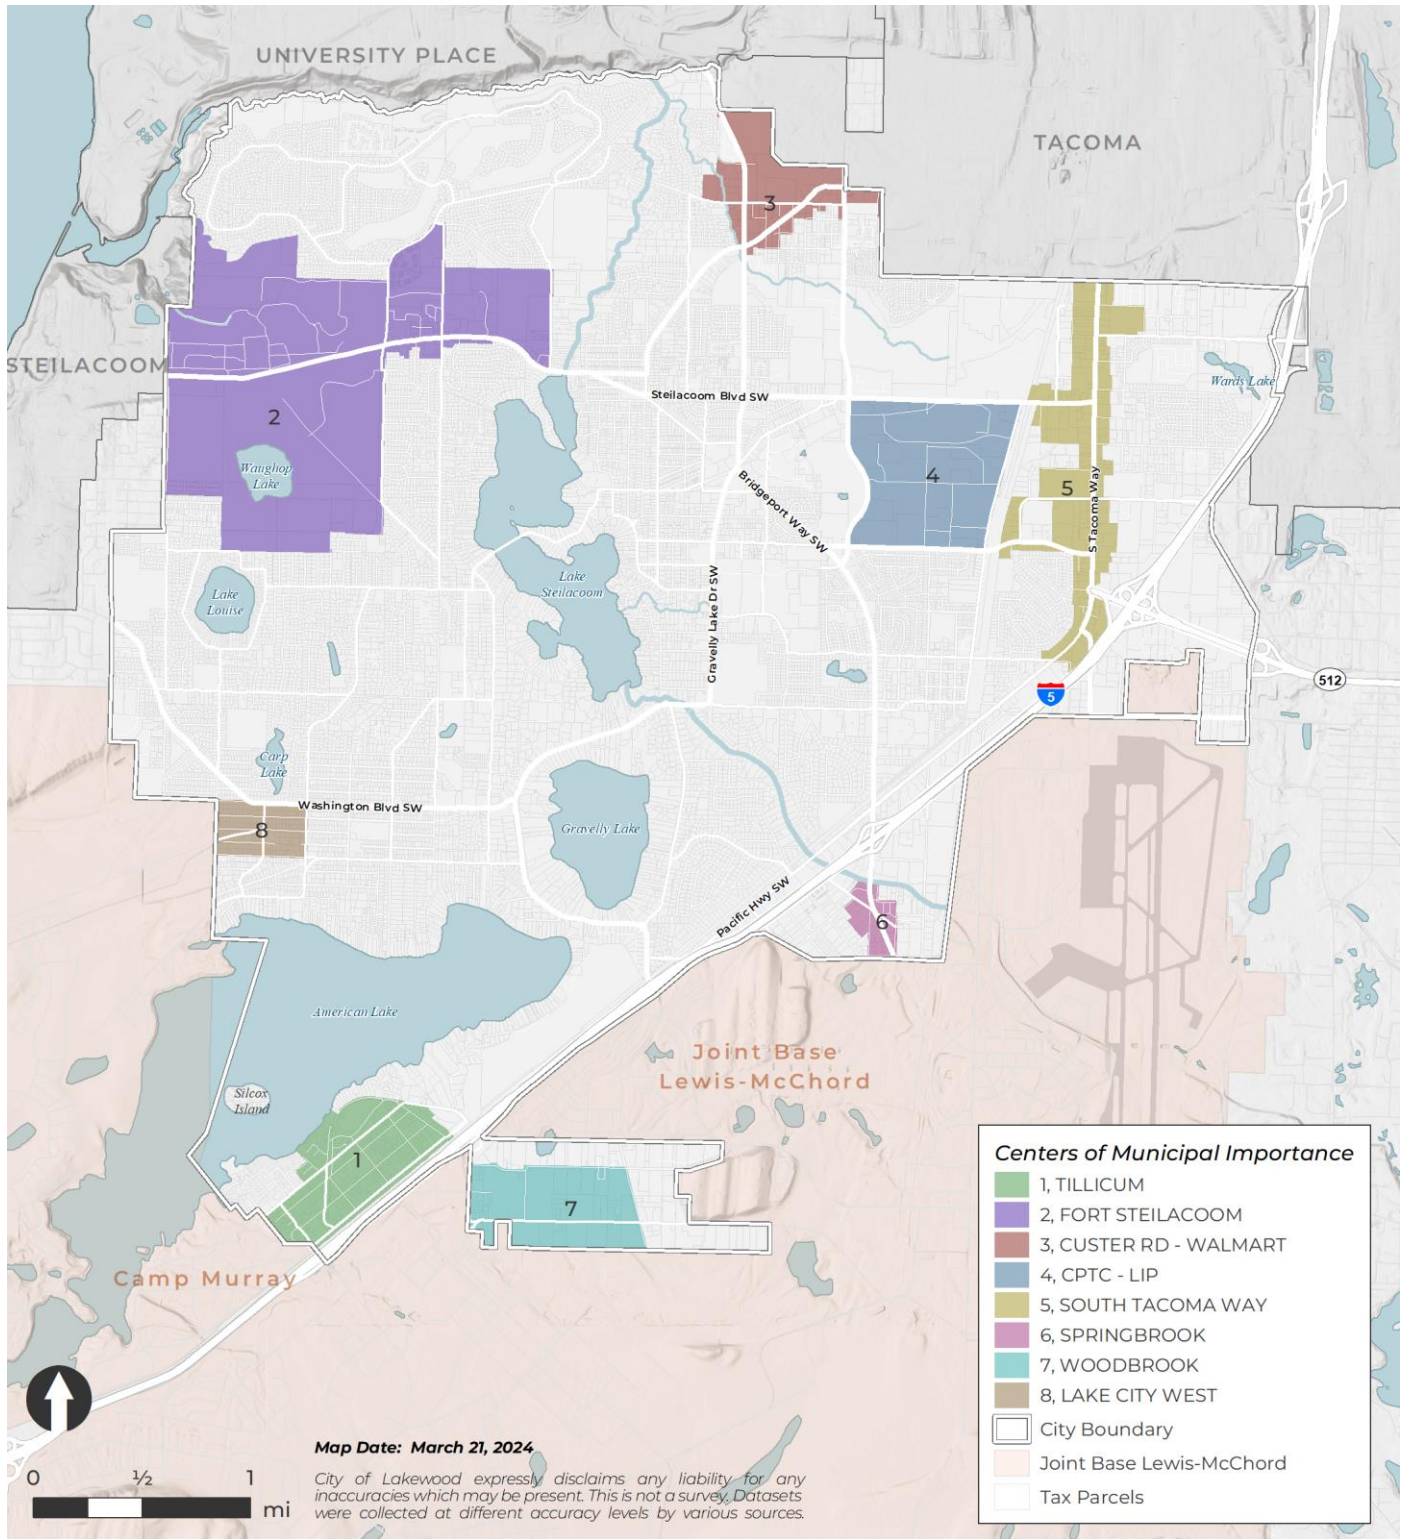 UNIVERSITY PLACE
TACOMA
3
STEILACOOM
Wards Lake
Steilacoom Blvd SW
2
Waughop
Lake
4
Bridgeport Way SW
5
S Tacoma Way
Lake
Steilacoom
Lake
Louise
Gravelly Lake Dr SW
512
5
Carp
Lake
Washington Blvd SW
8
Gravelly Lake
Pacific Hwy SW
6
American Lake
Joint Base
Lewis-McChord
Silcox
Island
1
7
Camp Murray
Centers of Municipal Importance
1, TILLICUM
2, FORT STEILACOOM
3, CUSTER RD - WALMART
4, CPTC - LIP
5, SOUTH TACOMA WAY
6, SPRINGBROOK
7, WOODBROOK
8, LAKE CITY WEST
City Boundary
Joint Base Lewis-McChord
Tax Parcels
Map Date: March 21, 2024
City of Lakewood expressly disclaims any liability for any
inaccuracies which may be present. This is not a survey. Datasets
were collected at different accuracy levels by various sources.
0 ½ 1
mi